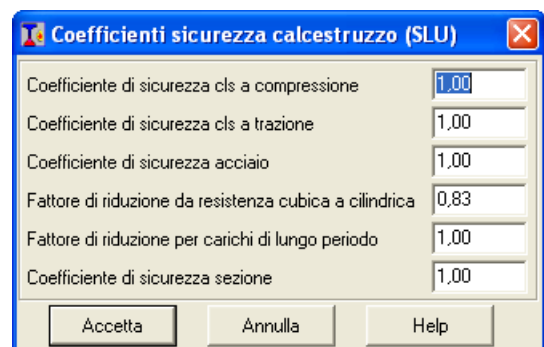 Coefficienti sicurezza calcestruzzo (SLU)
Coefficiente di sicurezza cls a compressione 1,00
Coefficiente di sicurezza cls a trazione 1,00
Coefficiente di sicurezza acciaio 1,00
Fattore di riduzione da resistenza cubica a cilindrica 0,83
Fattore di riduzione per carichi di lungo periodo 1,00
Coefficiente di sicurezza sezione 1,00
Accetta Annulla Help